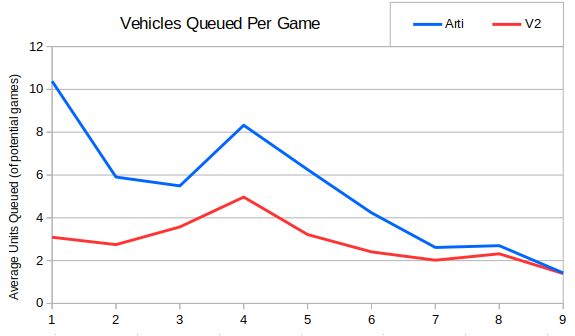 Vehicles Queued Per Game
Arti
V2
Average Units Queued (of potential games)
12
10
8
6
4
2
0
1 2 3 4 5 6 7 8 9